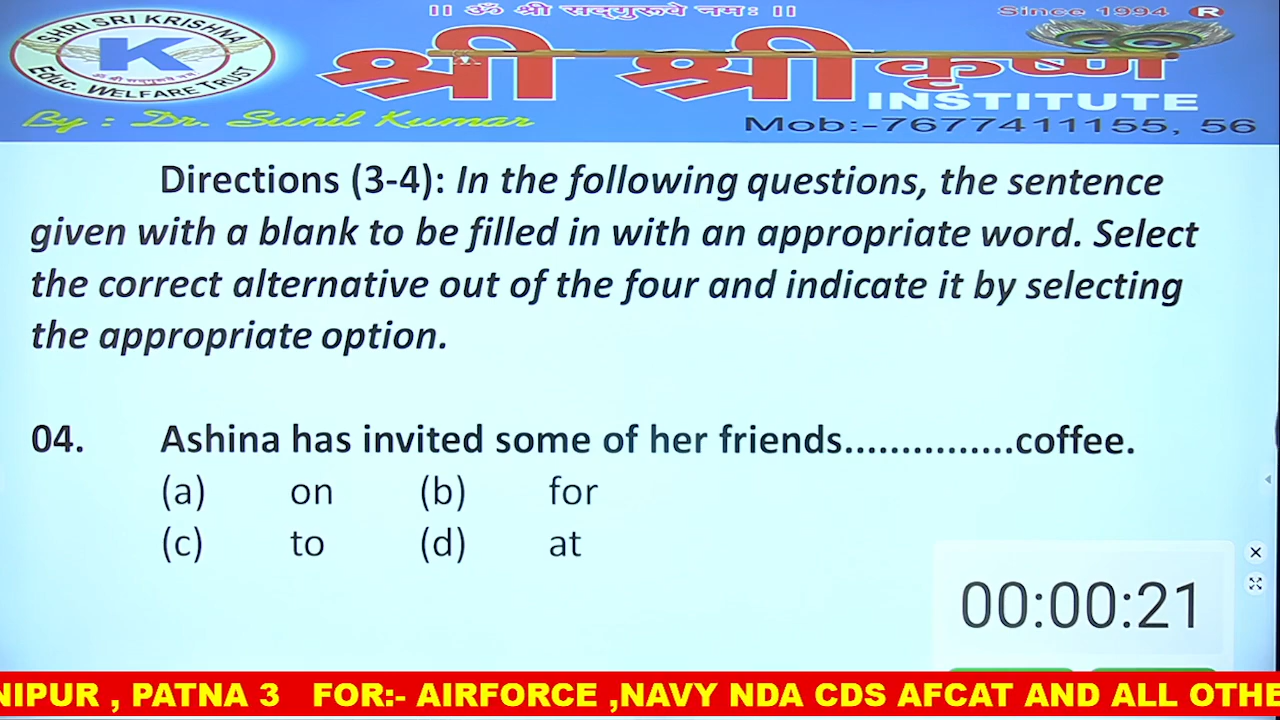 || ॐ श्री सद्गुरूवे नमः ||
Since 1994 R
SHRI SRI KRISHNA
K
EDUC. WELFARE TRUST
श्री श्री कृष्ण
INSTITUTE
By : Dr. Sunil Kumar
Mob:-7677411155, 56
Directions (3-4): In the following questions, the sentence
given with a blank to be filled in with an appropriate word. Select
the correct alternative out of the four and indicate it by selecting
the appropriate option.
04. Ashina has invited some of her friends...............coffee.
(a) on (b) for
(c) to (d) at
00:00:21
NIPUR , PATNA 3 FOR:- AIRFORCE ,NAVY NDA CDS AFCAT AND ALL OTHE